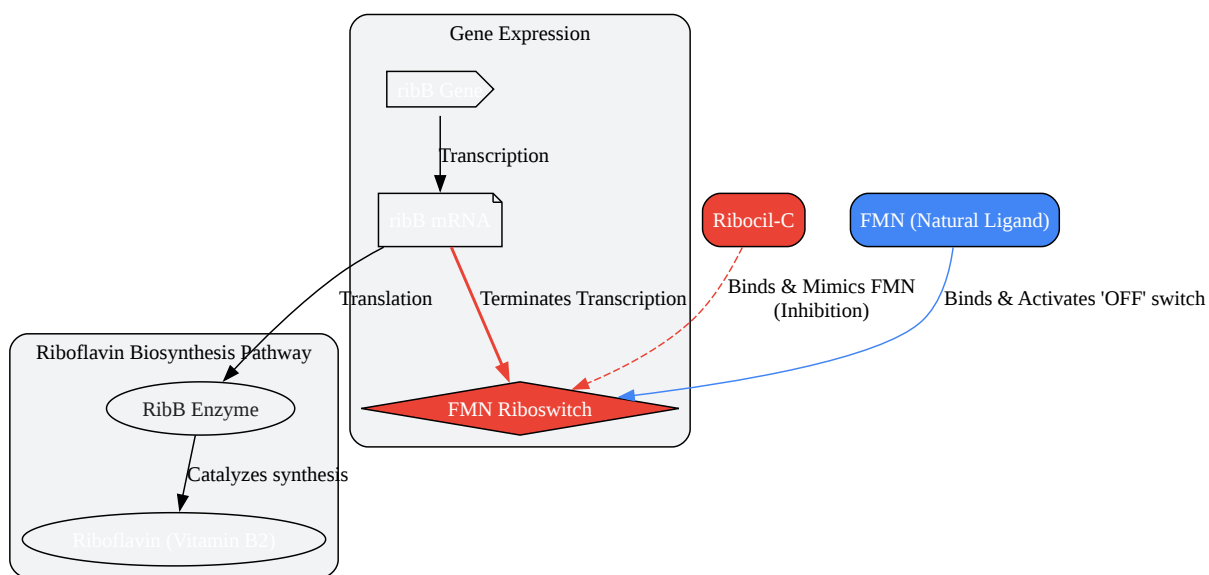 Gene Expression
ribB Gene
Transcription
ribB mRNA
Ribocil-C
FMN (Natural Ligand)
Translation
Terminates Transcription
Binds & Mimics FMN
(Inhibition)
Binds & Activates 'OFF' switch
Riboflavin Biosynthesis Pathway
RibB Enzyme
FMN Riboswitch
Catalyzes synthesis
Riboflavin (Vitamin B2)